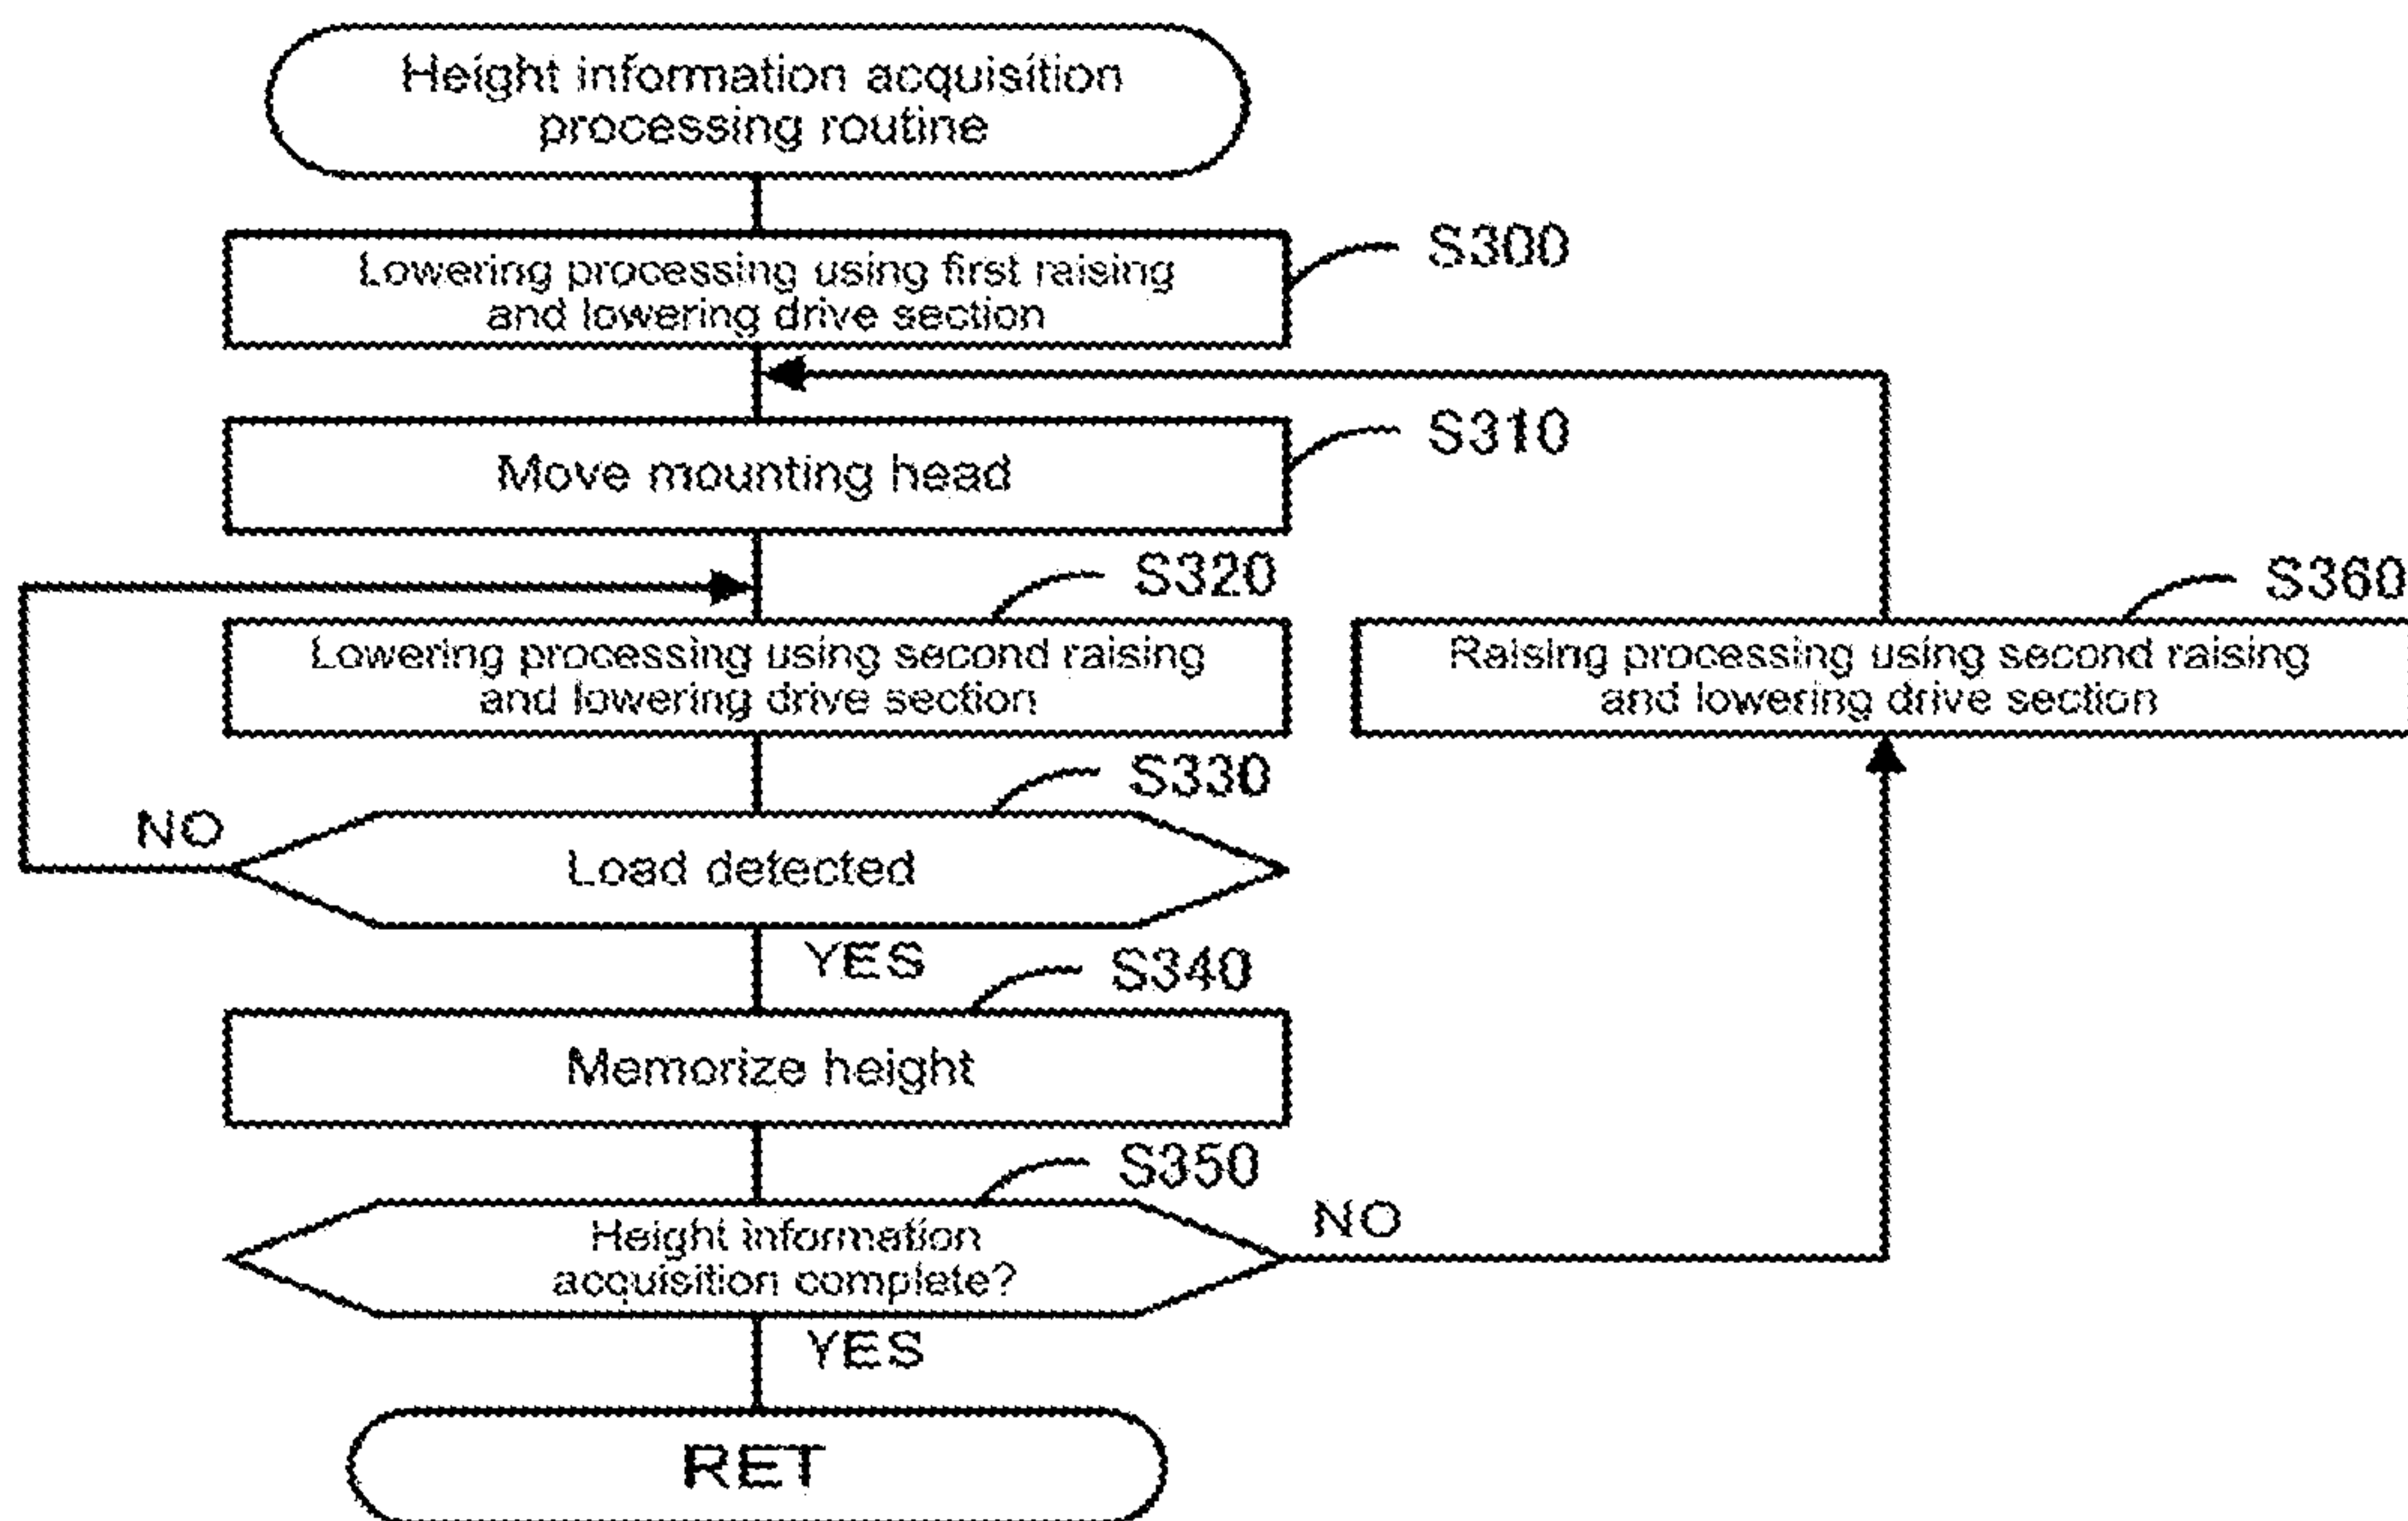 Height information acquisition
processing routine
S300
Lowering processing using first raising
and lowering drive section
S310
Move mounting head
S320
Lowering processing using second raising
and lowering drive section
S360
Raising processing using second raising
and lowering drive section
S330
NO
Load detected
YES
S340
Memorize height
S350
Height information
acquisition complete?
NO
YES
RET